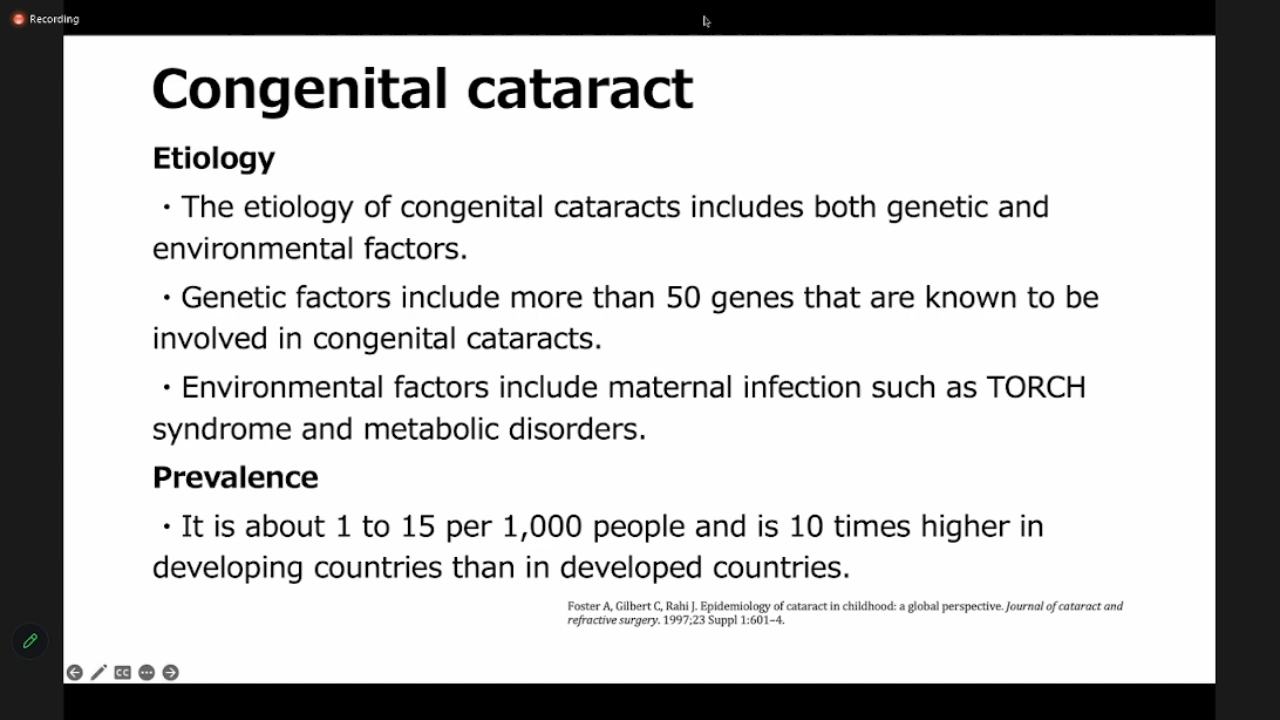 Recording
Congenital cataract
Etiology
・The etiology of congenital cataracts includes both genetic and
environmental factors.
・Genetic factors include more than 50 genes that are known to be
involved in congenital cataracts.
・Environmental factors include maternal infection such as TORCH
syndrome and metabolic disorders.
Prevalence
・It is about 1 to 15 per 1,000 people and is 10 times higher in
developing countries than in developed countries.
Foster A, Gilbert C, Rahi J. Epidemiology of cataract in childhood: a global perspective. Journal of cataract and
refractive surgery. 1997;23 Suppl 1:601–4.
CC